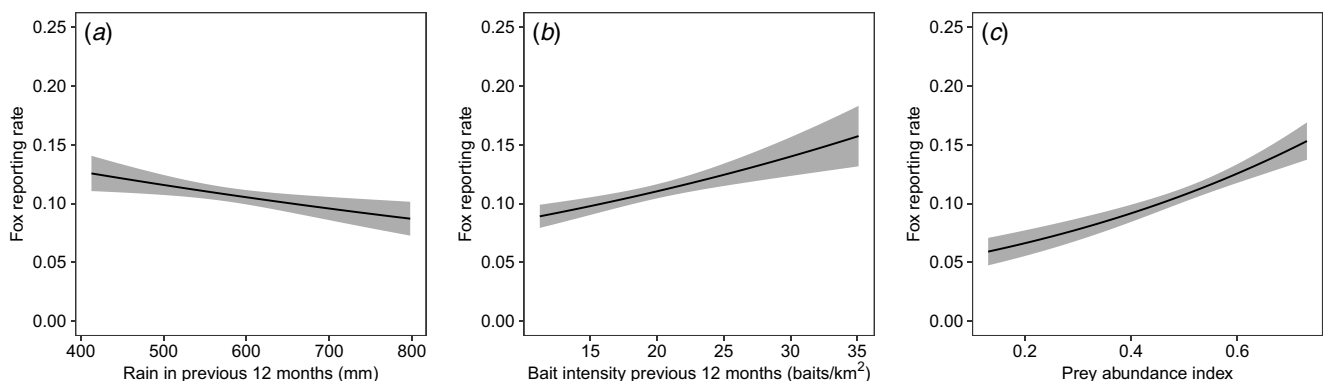 (a)
0.25
0.20
0.15
0.10
0.05
0.00
Fox reporting rate
400 500 600 700 800
Rain in previous 12 months (mm)
(b)
0.25
0.20
0.15
0.10
0.05
0.00
Fox reporting rate
15 20 25 30 35
Bait intensity previous 12 months (baits/km²)
(c)
0.25
0.20
0.15
0.10
0.05
0.00
Fox reporting rate
0.2 0.4 0.6
Prey abundance index